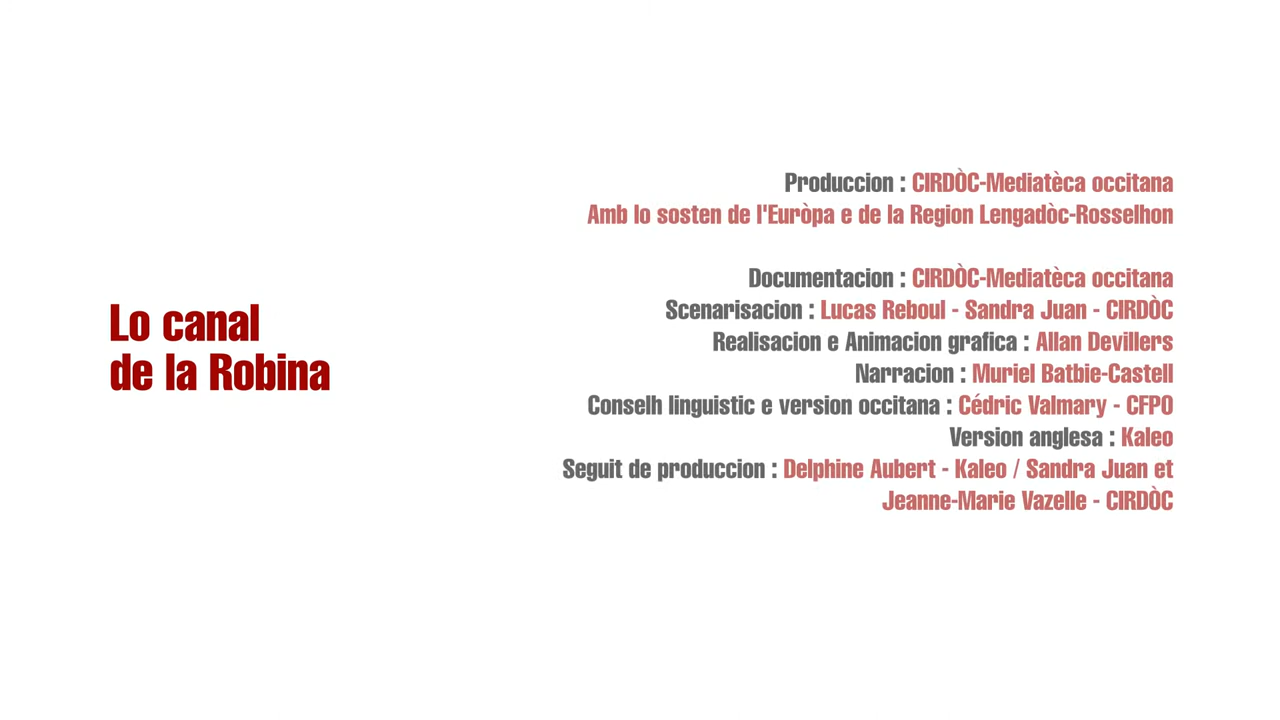 Lo canal
de la Robina
Produccion : CIRDÒC-Mediatèca occitana
Amb lo sosten de l'Euròpa e de la Region Lengadòc-Rosselhon
Documentacion : CIRDÒC-Mediatèca occitana
Scenarisacion : Lucas Reboul - Sandra Juan - CIRDÒC
Realisacion e Animacion grafica : Allan Devillers
Narracion : Muriel Batbie-Castell
Conselh linguistic e version occitana : Cédric Valmary - CFPO
Version anglesa : Kaleo
Seguit de produccion : Delphine Aubert - Kaleo / Sandra Juan et
Jeanne-Marie Vazelle - CIRDÒC